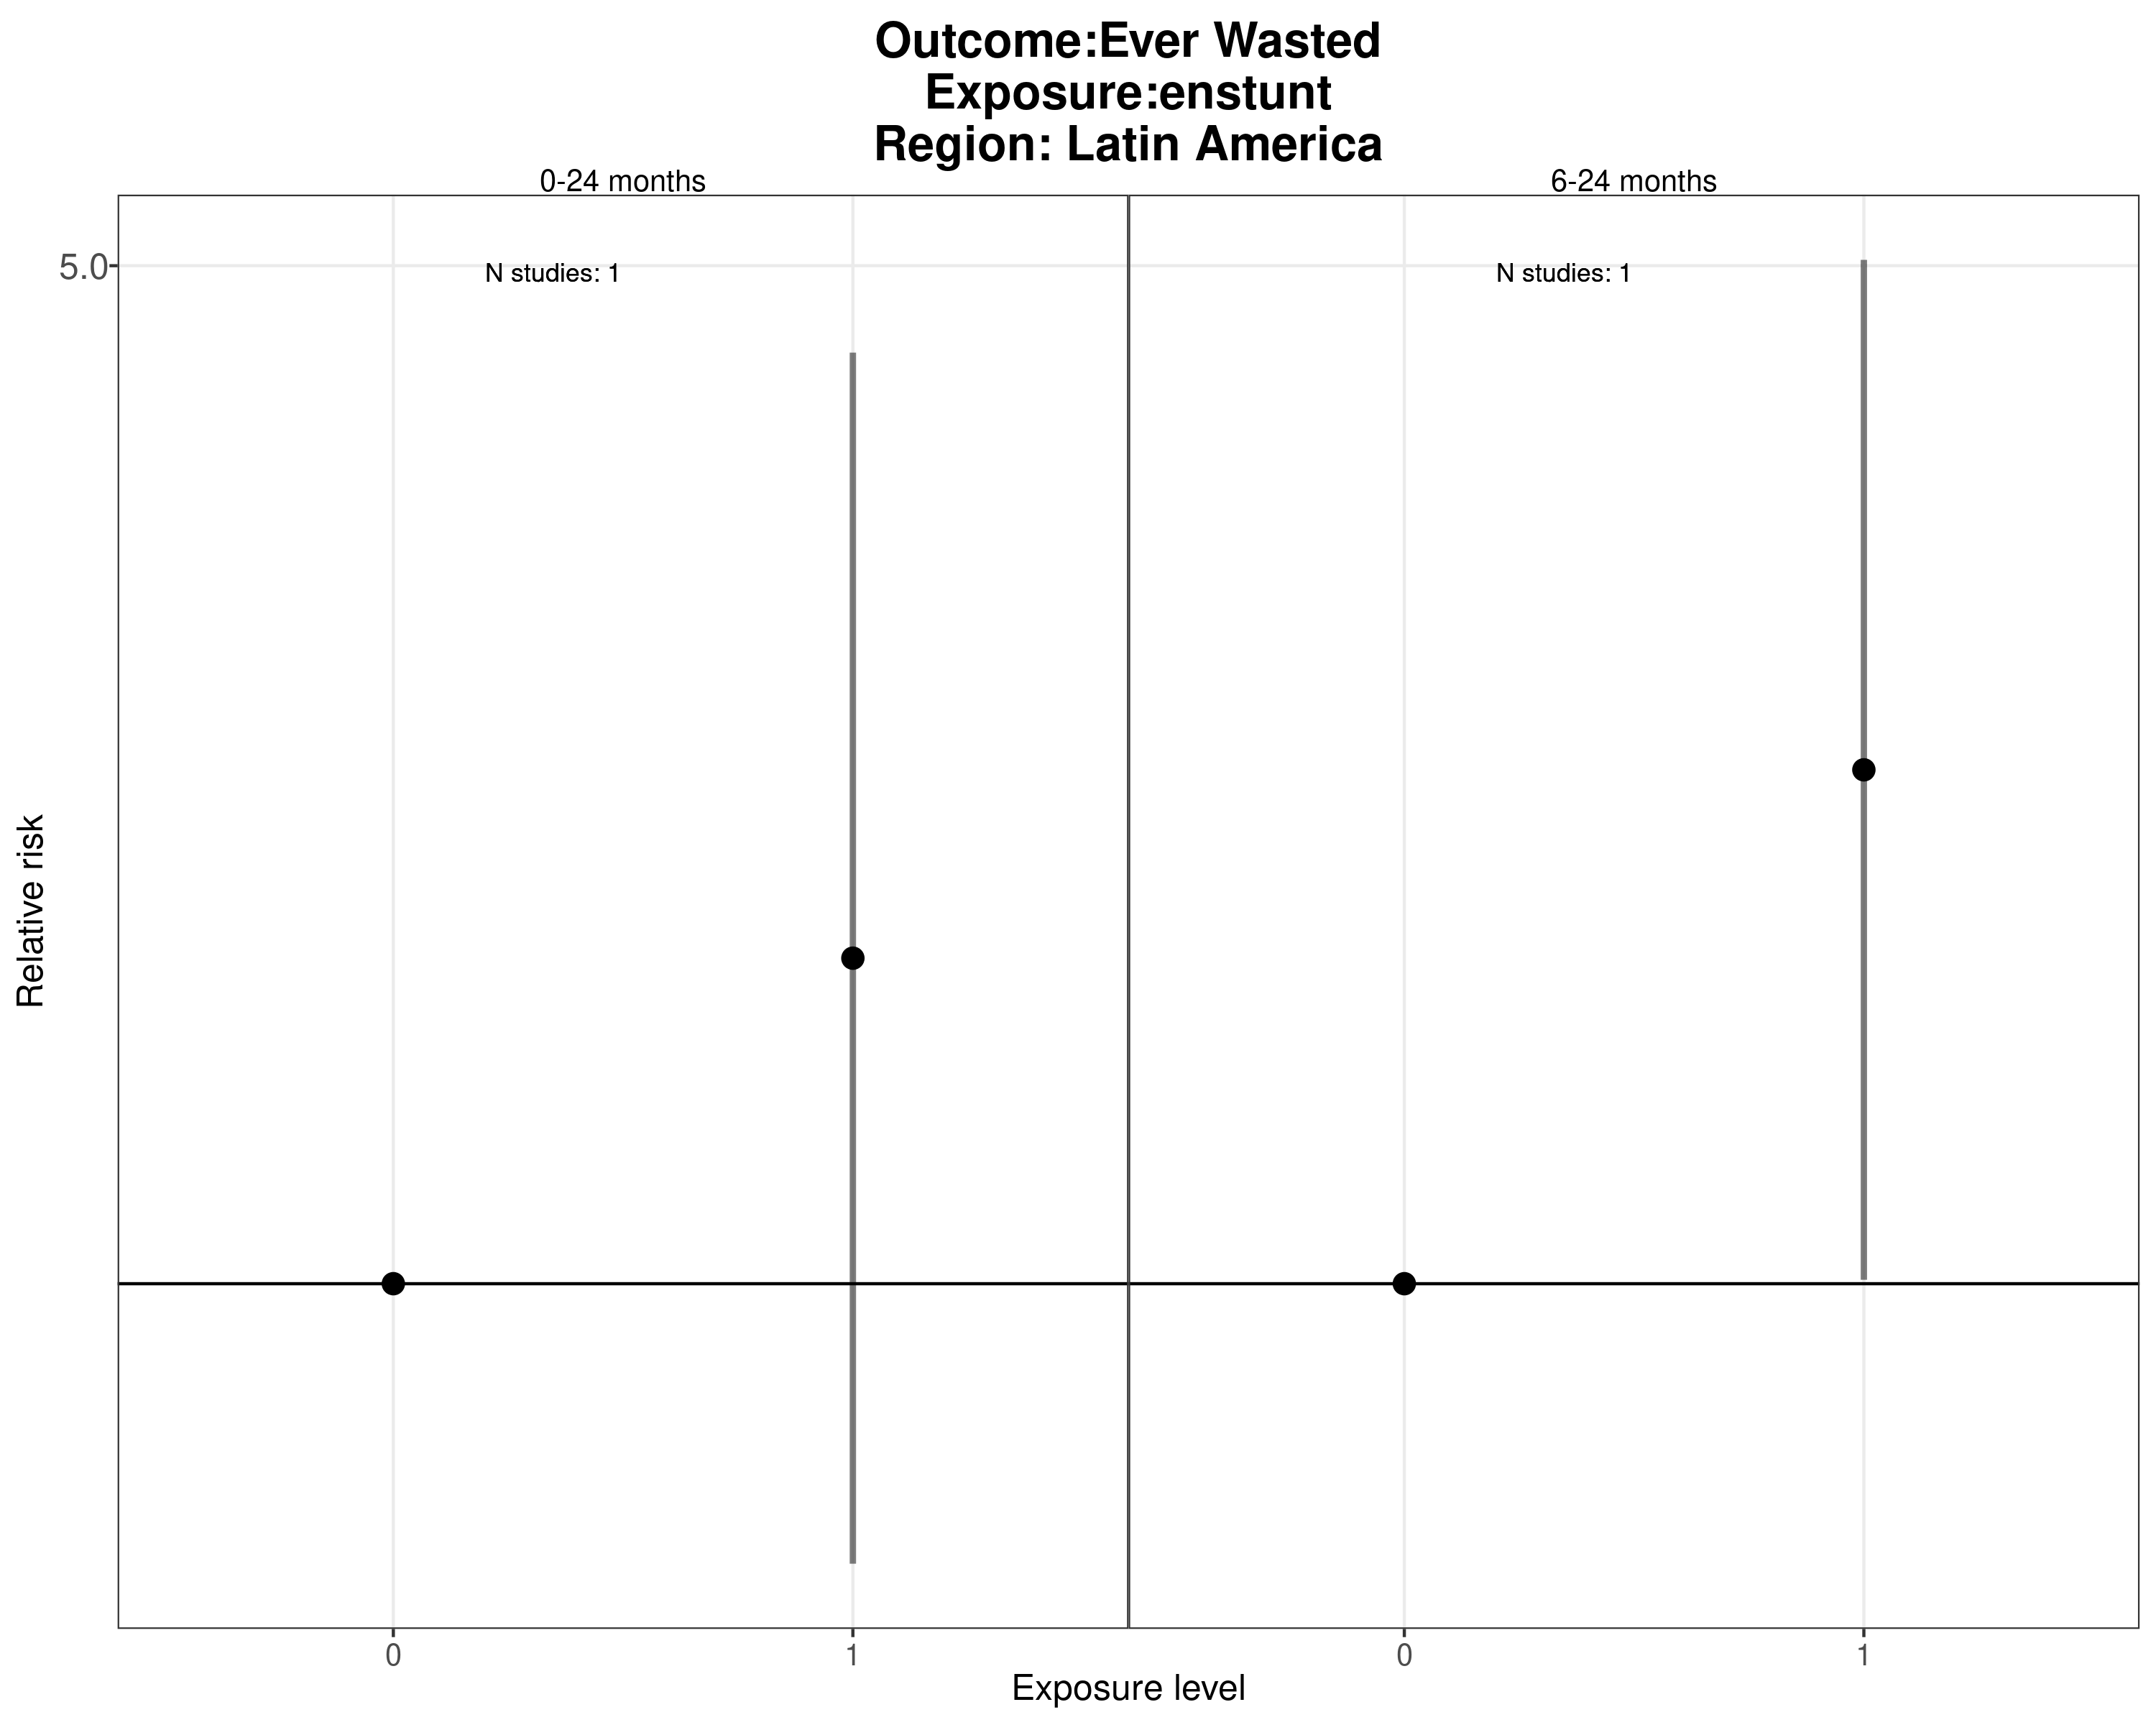 Outcome:Ever Wasted
Exposure:enstunt
Region: Latin America
0-24 months
6-24 months
5.0
N studies: 1
N studies: 1
Relative risk
0
1
0
1
Exposure level